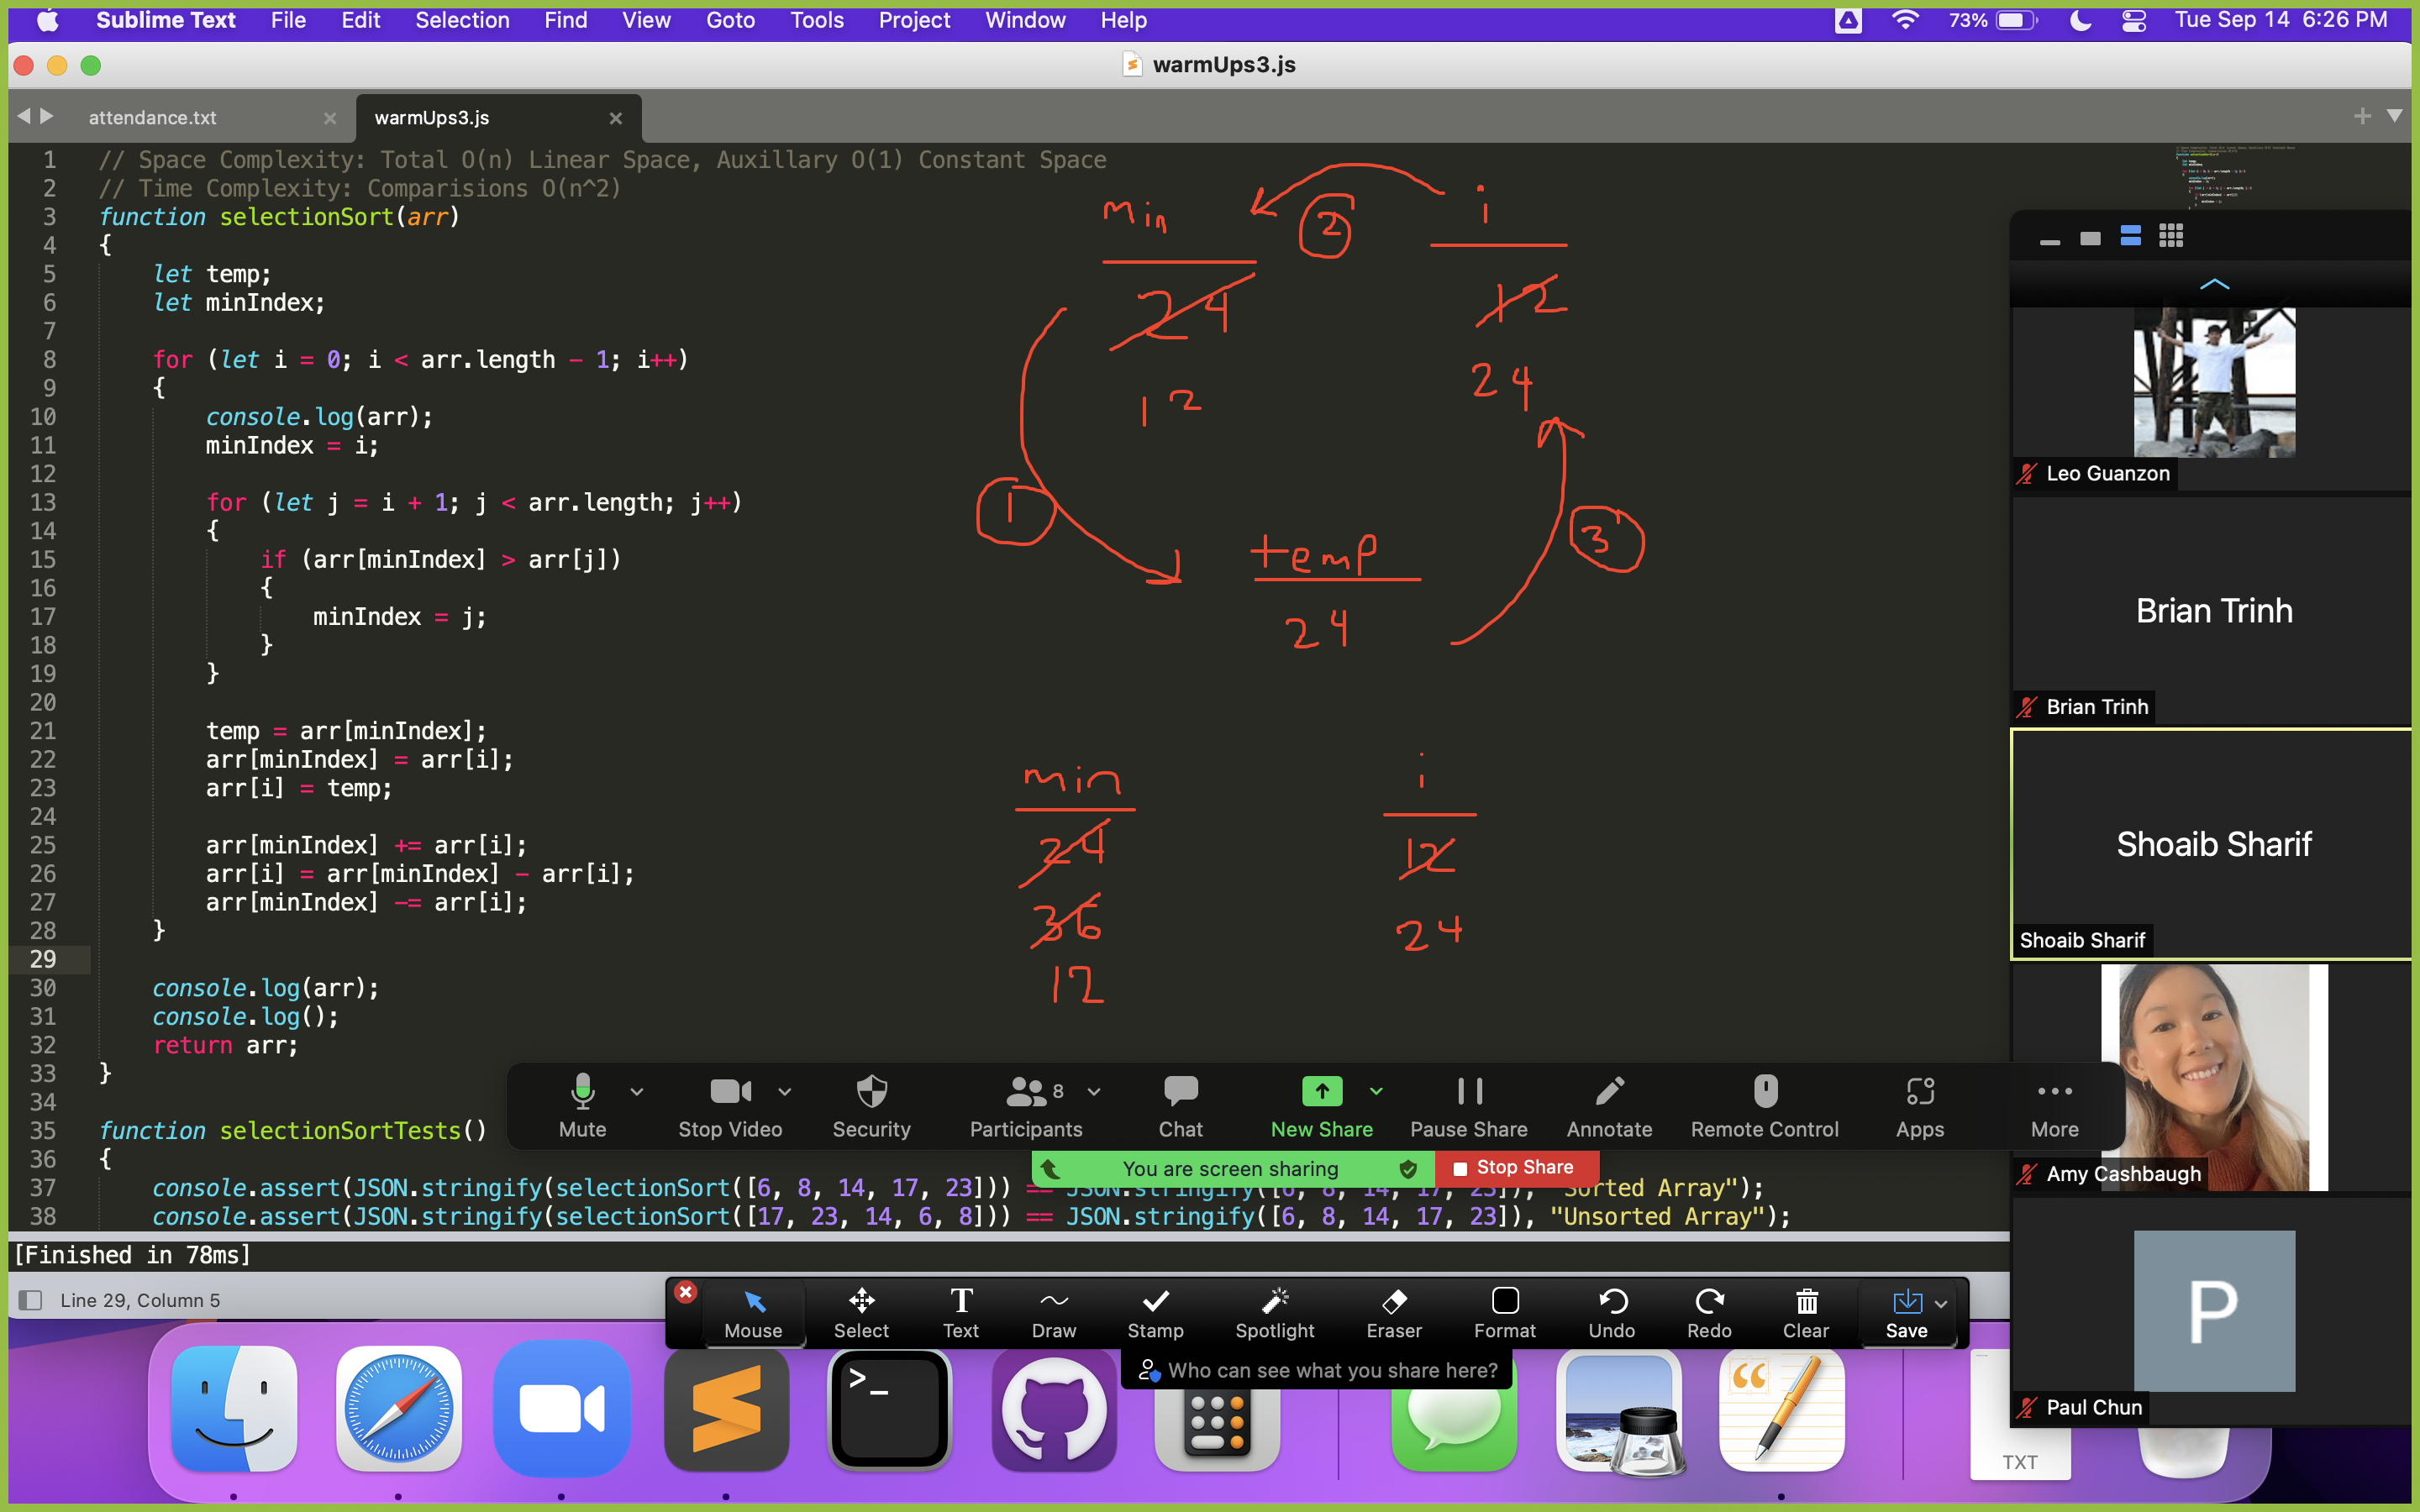 Sublime Text File Edit Selection Find View Goto Tools Project Window Help 73% Tue Sep 14 6:26 PM
warmUps3.js
attendance.txt × warmUps3.js ×
1 // Space Complexity: Total O(n) Linear Space, Auxillary O(1) Constant Space
2 // Time Complexity: Comparisions O(n^2)
3 function selectionSort(arr)
4 {
5 let temp;
6 let minIndex;
7
8 for (let i = 0; i < arr.length - 1; i++)
9 {
10 console.log(arr);
11 minIndex = i;
12
13 for (let j = i + 1; j < arr.length; j++)
14 {
15 if (arr[minIndex] > arr[j])
16 {
17 minIndex = j;
18 }
19 }
20
21 temp = arr[minIndex];
22 arr[minIndex] = arr[i];
23 arr[i] = temp;
24
25 arr[minIndex] += arr[i];
26 arr[i] = arr[minIndex] - arr[i];
27 arr[minIndex] -= arr[i];
28 }
29
30 console.log(arr);
31 console.log();
32 return arr;
33 }
34
35 function selectionSortTests()
36 {
37 console.assert(JSON.stringify(selectionSort([6, 8, 14, 17, 23])) == JSON.stringify([6, 8, 14, 17, 23]), "Sorted Array");
38 console.assert(JSON.stringify(selectionSort([17, 23, 14, 6, 8])) == JSON.stringify([6, 8, 14, 17, 23]), "Unsorted Array");
min 2 i
24 12
12 24
1 temp 3
24
min i
24 12
36 24
12
Leo Guanzon
Brian Trinh
Brian Trinh
Shoaib Sharif
Shoaib Sharif
Amy Cashbaugh
P
Paul Chun
8
Mute Stop Video Security Participants Chat New Share Pause Share Annotate Remote Control Apps More
You are screen sharing Stop Share
[Finished in 78ms]
Line 29, Column 5
Mouse Select Text Draw Stamp Spotlight Eraser Format Undo Redo Clear Save
Who can see what you share here?
TXT